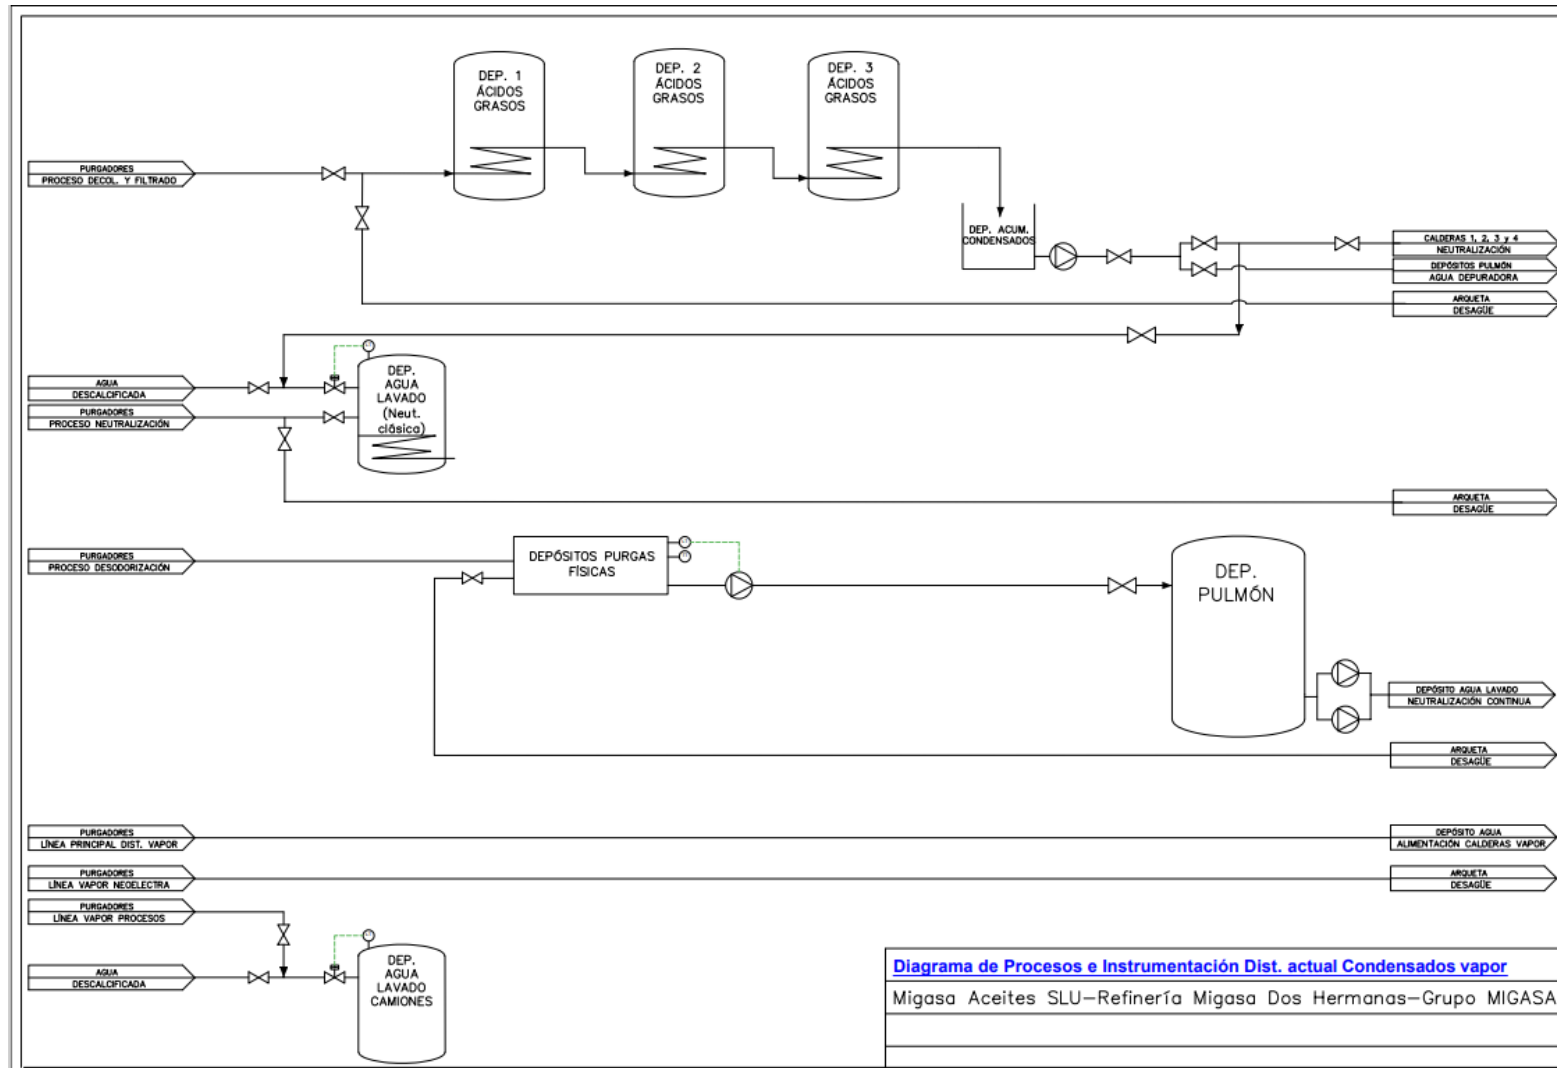 DEP. 1
ÁCIDOS
GRASOS
DEP. 2
ÁCIDOS
GRASOS
DEP. 3
ÁCIDOS
GRASOS
PURGADORES
PROCESO DECOL. Y FILTRADO
DEP. ACUM.
CONDENSADOS
CALDERAS 1, 2, 3 y 4
NEUTRALIZACIÓN
DEPÓSITOS PULMÓN
AGUA DEPURADORA
ARQUETA
DESAGÜE
AGUA
DESCALCIFICADA
PURGADORES
PROCESO NEUTRALIZACIÓN
DEP.
AGUA
LAVADO
(Neut.
clásica)
ARQUETA
DESAGÜE
PURGADORES
PROCESO DESODORIZACIÓN
DEPÓSITOS PURGAS
FÍSICAS
DEP.
PULMÓN
DEPÓSITO AGUA LAVADO
NEUTRALIZACIÓN CONTINUA
ARQUETA
DESAGÜE
PURGADORES
LÍNEA PRINCIPAL DIST. VAPOR
DEPÓSITO AGUA
ALIMENTACIÓN CALDERAS VAPOR
PURGADORES
LÍNEA VAPOR NEOELECTRA
ARQUETA
DESAGÜE
PURGADORES
LÍNEA VAPOR PROCESOS
AGUA
DESCALCIFICADA
DEP.
AGUA
LAVADO
CAMIONES
Diagrama de Procesos e Instrumentación Dist. actual Condensados vapor
Migasa Aceites SLU-Refinería Migasa Dos Hermanas-Grupo MIGASA